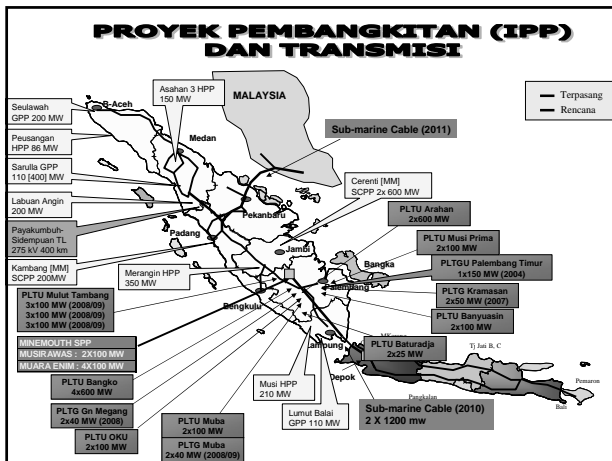 PROYEK PEMBANGKITAN (IPP)
DAN TRANSMISI
Terpasang
Rencana
MALAYSIA
B-Aceh
Seulawah
GPP 200 MW
Asahan 3 HPP
150 MW
Peusangan
HPP 86 MW
Medan
Sub-marine Cable (2011)
Sarulla GPP
110 [400] MW
Cerenti [MM]
SCPP 2x 600 MW
Labuan Angin
200 MW
Pekanbaru
PLTU Arahan
2x600 MW
Payakumbuh-
Sidempuan TL
275 kV 400 km
Padang
PLTU Musi Prima
2x100 MW
Jambi
Bangka
PLTGU Palembang Timur
1x150 MW (2004)
Kambang [MM]
SCPP 200MW
Merangin HPP
350 MW
Palembang
PLTG Kramasan
2x50 MW (2007)
PLTU Mulut Tambang
3x100 MW (2008/09)
3x100 MW (2008/09)
3x100 MW (2008/09)
Bengkulu
PLTU Banyuasin
2x100 MW
MINEMOUTH SPP
MUSIRAWAS : 2X100 MW
MUARA ENIM : 4X100 MW
Lampung
PLTU Baturadja
2x25 MW
Tj Jati B, C
PLTU Bangko
4x600 MW
Depok
Pemaron
Musi HPP
210 MW
Pangkalan
Bali
PLTG Gn Megang
2x40 MW (2008)
PLTU Muba
2x100 MW
Lumut Balai
GPP 110 MW
Sub-marine Cable (2010)
2 X 1200 mw
PLTU OKU
2x100 MW
PLTG Muba
2x40 MW (2008/09)